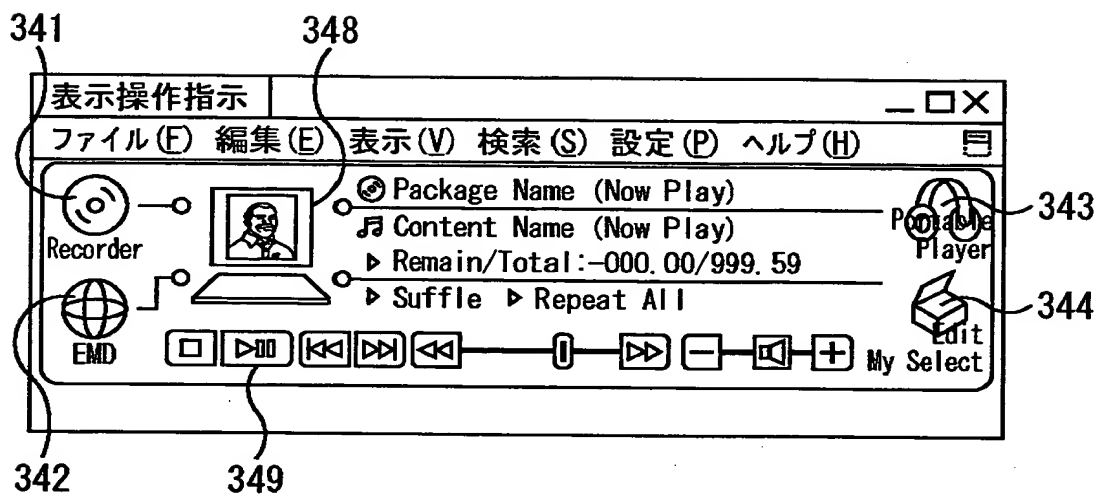 341
348
表示操作指示
ファイル(F) 編集(E) 表示(V) 検索(S) 設定(P) ヘルプ(H)
Recorder
Package Name (Now Play)
Content Name (Now Play)
Remain/Total:-000.00/999.59
Suffle Repeat All
Portable
Player
343
EMD
Edit
My Select
344
342
349